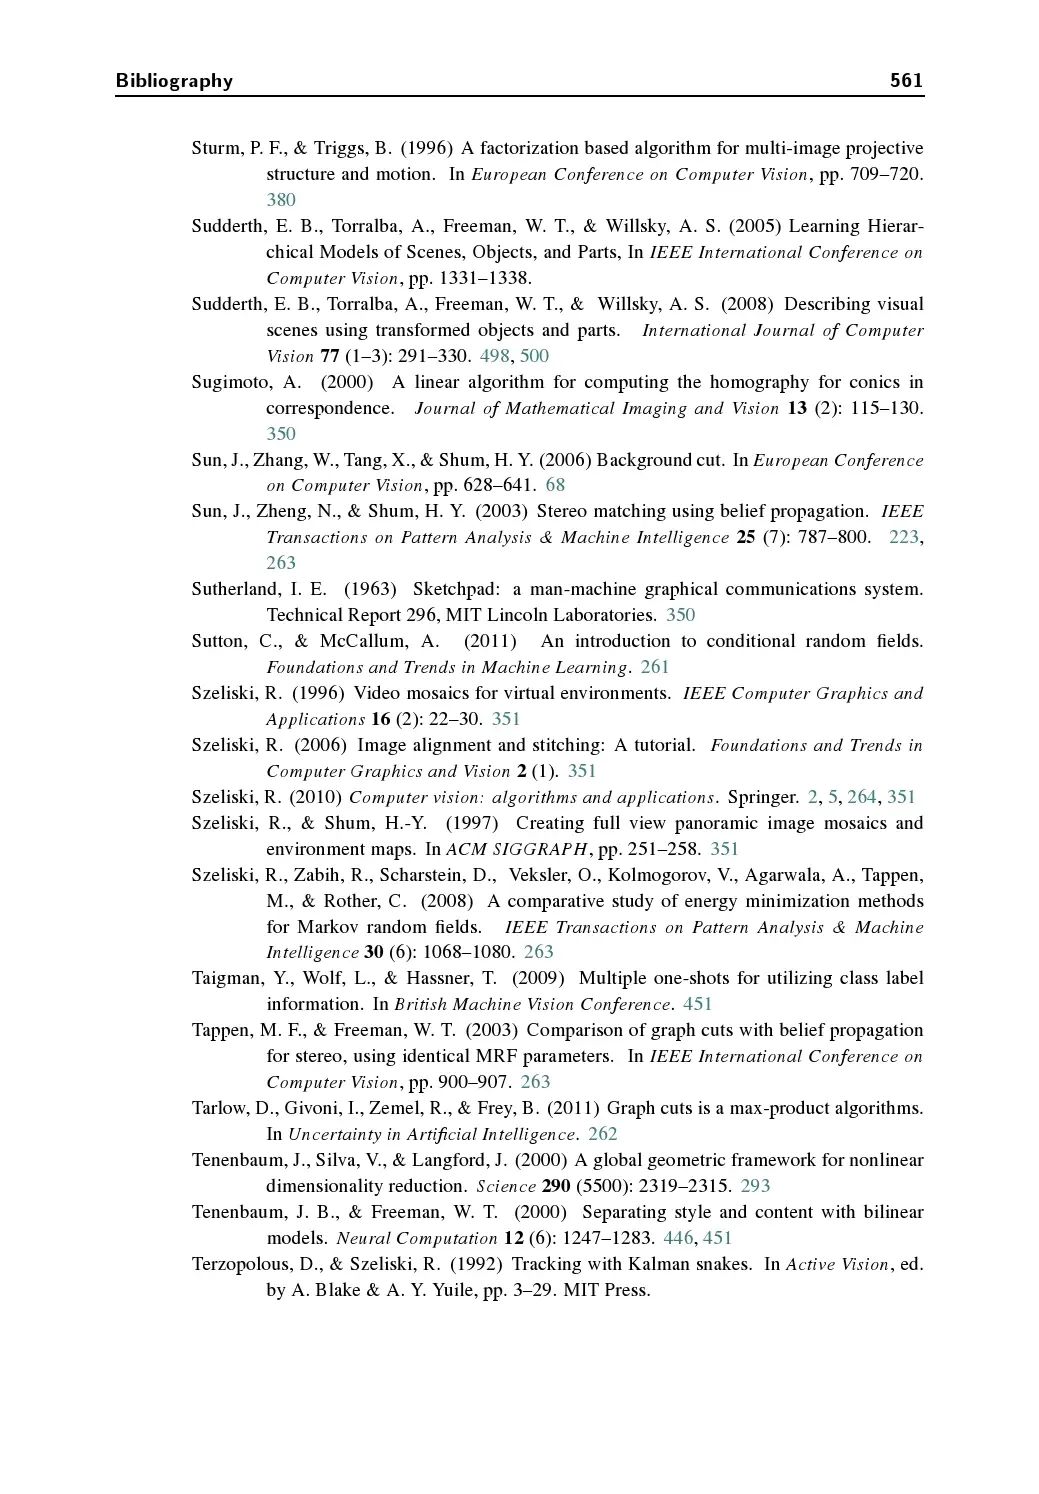 Bibliography 561
Sturm, P. F., & Triggs, B. (1996) A factorization based algorithm for multi-image projective
structure and motion. In European Conference on Computer Vision, pp. 709–720.
380
Sudderth, E. B., Torralba, A., Freeman, W. T., & Willsky, A. S. (2005) Learning Hierar-
chical Models of Scenes, Objects, and Parts, In IEEE International Conference on
Computer Vision, pp. 1331–1338.
Sudderth, E. B., Torralba, A., Freeman, W. T., & Willsky, A. S. (2008) Describing visual
scenes using transformed objects and parts. International Journal of Computer
Vision 77 (1–3): 291–330. 498, 500
Sugimoto, A. (2000) A linear algorithm for computing the homography for conics in
correspondence. Journal of Mathematical Imaging and Vision 13 (2): 115–130.
350
Sun, J., Zhang, W., Tang, X., & Shum, H. Y. (2006) Background cut. In European Conference
on Computer Vision, pp. 628–641. 68
Sun, J., Zheng, N., & Shum, H. Y. (2003) Stereo matching using belief propagation. IEEE
Transactions on Pattern Analysis & Machine Intelligence 25 (7): 787–800. 223,
263
Sutherland, I. E. (1963) Sketchpad: a man-machine graphical communications system.
Technical Report 296, MIT Lincoln Laboratories. 350
Sutton, C., & McCallum, A. (2011) An introduction to conditional random fields.
Foundations and Trends in Machine Learning. 261
Szeliski, R. (1996) Video mosaics for virtual environments. IEEE Computer Graphics and
Applications 16 (2): 22–30. 351
Szeliski, R. (2006) Image alignment and stitching: A tutorial. Foundations and Trends in
Computer Graphics and Vision 2 (1). 351
Szeliski, R. (2010) Computer vision: algorithms and applications. Springer. 2, 5, 264, 351
Szeliski, R., & Shum, H.-Y. (1997) Creating full view panoramic image mosaics and
environment maps. In ACM SIGGRAPH, pp. 251–258. 351
Szeliski, R., Zabih, R., Scharstein, D., Veksler, O., Kolmogorov, V., Agarwala, A., Tappen,
M., & Rother, C. (2008) A comparative study of energy minimization methods
for Markov random fields. IEEE Transactions on Pattern Analysis & Machine
Intelligence 30 (6): 1068–1080. 263
Taigman, Y., Wolf, L., & Hassner, T. (2009) Multiple one-shots for utilizing class label
information. In British Machine Vision Conference. 451
Tappen, M. F., & Freeman, W. T. (2003) Comparison of graph cuts with belief propagation
for stereo, using identical MRF parameters. In IEEE International Conference on
Computer Vision, pp. 900–907. 263
Tarlow, D., Givoni, I., Zemel, R., & Frey, B. (2011) Graph cuts is a max-product algorithms.
In Uncertainty in Artificial Intelligence. 262
Tenenbaum, J., Silva, V., & Langford, J. (2000) A global geometric framework for nonlinear
dimensionality reduction. Science 290 (5500): 2319–2315. 293
Tenenbaum, J. B., & Freeman, W. T. (2000) Separating style and content with bilinear
models. Neural Computation 12 (6): 1247–1283. 446, 451
Terzopolous, D., & Szeliski, R. (1992) Tracking with Kalman snakes. In Active Vision, ed.
by A. Blake & A. Y. Yuile, pp. 3–29. MIT Press.